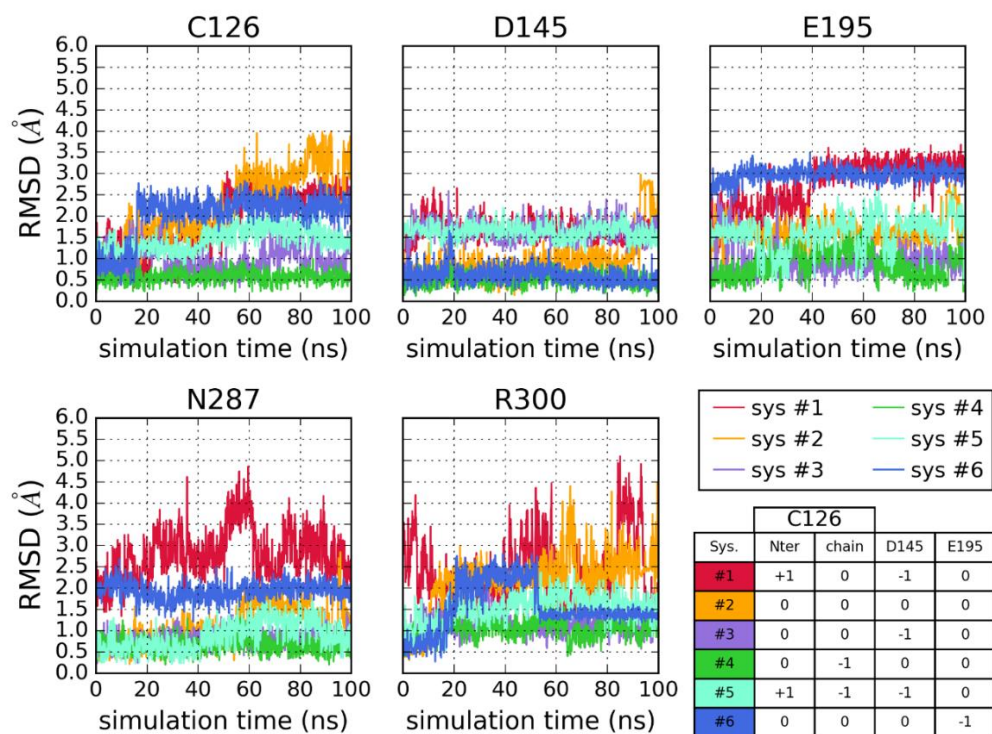 C126 D145 E195
RMSD (Å)
6.0
5.5
5.0
4.5
4.0
3.5
3.0
2.5
2.0
1.5
1.0
0.5
0.0
0 20 40 60 80 100 0 20 40 60 80 100 0 20 40 60 80 100
simulation time (ns) simulation time (ns) simulation time (ns)
N287 R300
RMSD (Å)
6.0
5.5
5.0
4.5
4.0
3.5
3.0
2.5
2.0
1.5
1.0
0.5
0.0
0 20 40 60 80 100 0 20 40 60 80 100
simulation time (ns) simulation time (ns)
sys #1 sys #4
sys #2 sys #5
sys #3 sys #6
C126
Sys. Nter chain D145 E195
#1 +1 0 -1 0
#2 0 0 0 0
#3 0 0 -1 0
#4 0 -1 0 0
#5 +1 -1 -1 0
#6 0 0 0 -1